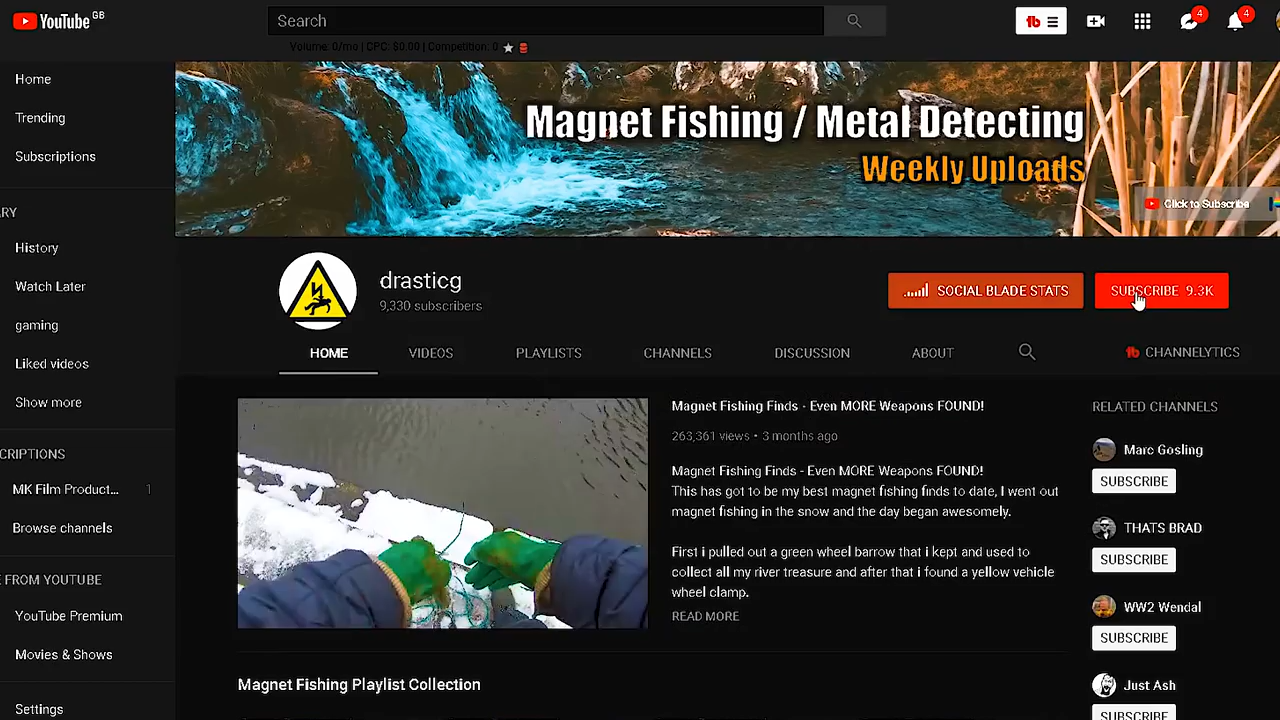 YouTube GB
Search
4
4
Volume: 0/mo | CPC: $0.00 | Competition: 0
Home
Trending
Subscriptions
ARY
History
Watch Later
gaming
Liked videos
Show more
CRIPTIONS
MK Film Product...
1
Browse channels
E FROM YOUTUBE
YouTube Premium
Movies & Shows
Settings
Magnet Fishing / Metal Detecting
Weekly Uploads
Click to Subscribe
drasticg
9,330 subscribers
SOCIAL BLADE STATS
SUBSCRIBE 9.3K
HOME
VIDEOS
PLAYLISTS
CHANNELS
DISCUSSION
ABOUT
CHANNELYTICS
Magnet Fishing Finds - Even MORE Weapons FOUND!
263,361 views • 3 months ago
Magnet Fishing Finds - Even MORE Weapons FOUND!
This has got to be my best magnet fishing finds to date, I went out
magnet fishing in the snow and the day began awesomely.
First i pulled out a green wheel barrow that i kept and used to
collect all my river treasure and after that i found a yellow vehicle
wheel clamp.
READ MORE
RELATED CHANNELS
Marc Gosling
SUBSCRIBE
THATS BRAD
SUBSCRIBE
WW2 Wendal
SUBSCRIBE
Just Ash
SUBSCRIBE
Magnet Fishing Playlist Collection